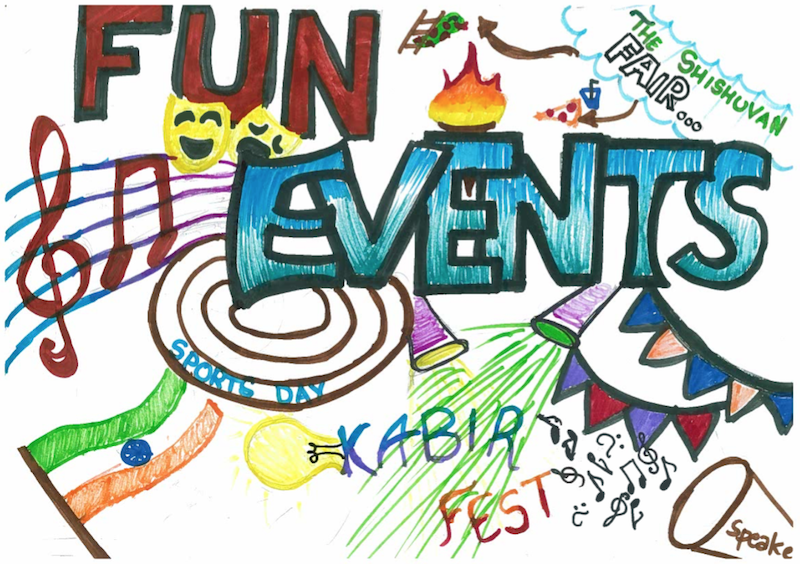 FUN
THE SHISHUVAN
FAIR...
EVENTS
SPORTS DAY
KABIR
FEST
speake